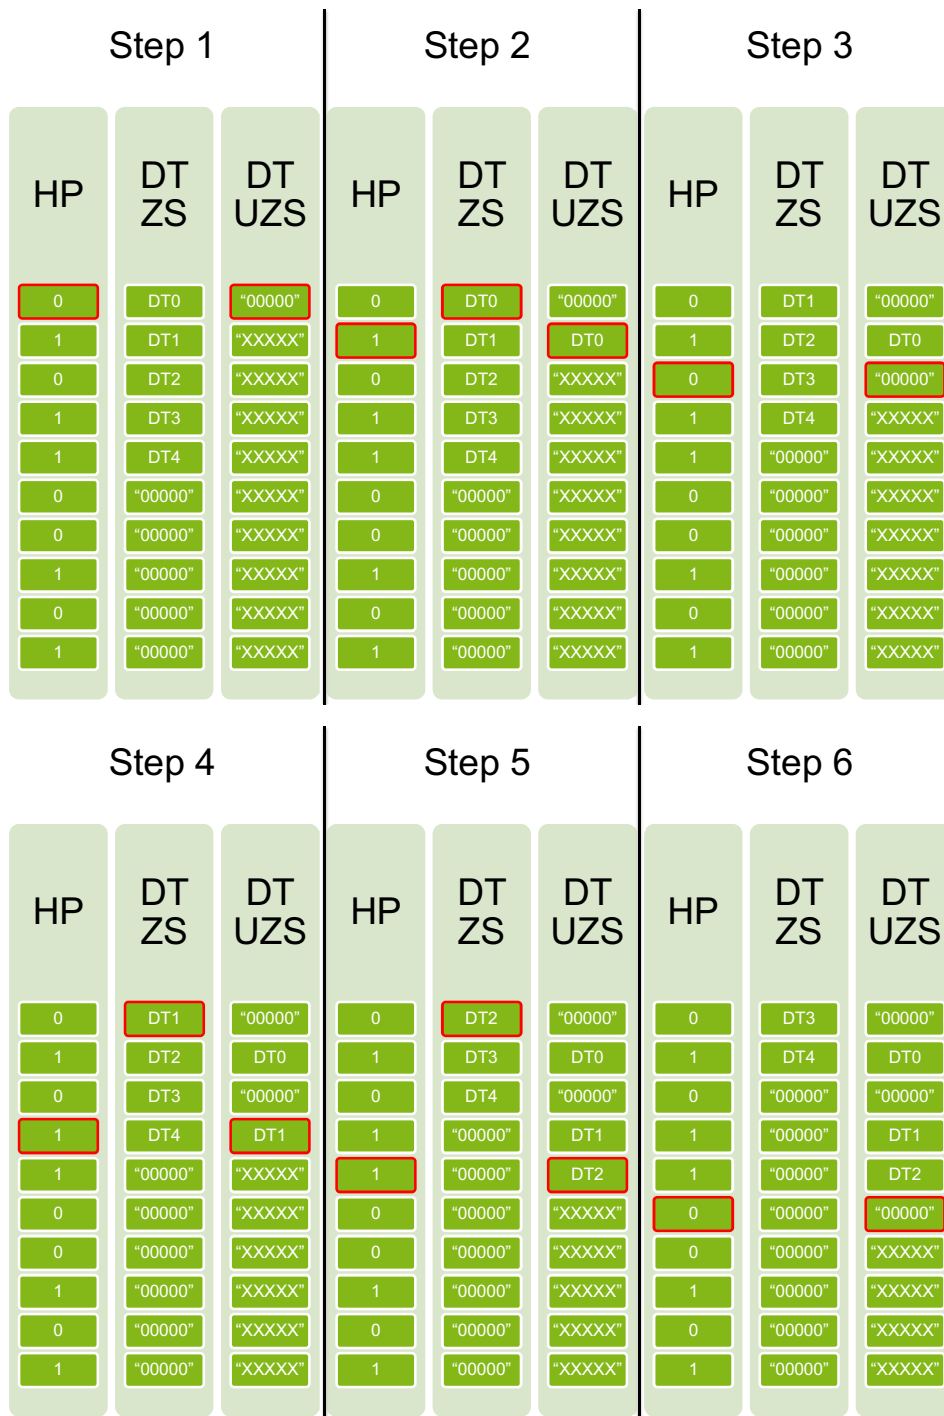 Step 1 Step 2 Step 3
HP DT ZS DT UZS HP DT ZS DT UZS HP DT ZS DT UZS
0 DT0 “00000” 0 DT0 “00000” 0 DT1 “00000”
1 DT1 “XXXXX” 1 DT1 DT0 1 DT2 DT0
0 DT2 “XXXXX” 0 DT2 “XXXXX” 0 DT3 “00000”
1 DT3 “XXXXX” 1 DT3 “XXXXX” 1 DT4 “XXXXX”
1 DT4 “XXXXX” 1 DT4 “XXXXX” 1 “00000” “XXXXX”
0 “00000” “XXXXX” 0 “00000” “XXXXX” 0 “00000” “XXXXX”
0 “00000” “XXXXX” 0 “00000” “XXXXX” 0 “00000” “XXXXX”
1 “00000” “XXXXX” 1 “00000” “XXXXX” 1 “00000” “XXXXX”
0 “00000” “XXXXX” 0 “00000” “XXXXX” 0 “00000” “XXXXX”
1 “00000” “XXXXX” 1 “00000” “XXXXX” 1 “00000” “XXXXX”
Step 4 Step 5 Step 6
HP DT ZS DT UZS HP DT ZS DT UZS HP DT ZS DT UZS
0 DT1 “00000” 0 DT2 “00000” 0 DT3 “00000”
1 DT2 DT0 1 DT3 DT0 1 DT4 DT0
0 DT3 “00000” 0 DT4 “00000” 0 “00000” “00000”
1 DT4 DT1 1 “00000” DT1 1 “00000” DT1
1 “00000” “XXXXX” 1 “00000” DT2 1 “00000” DT2
0 “00000” “XXXXX” 0 “00000” “XXXXX” 0 “00000” “00000”
0 “00000” “XXXXX” 0 “00000” “XXXXX” 0 “00000” “XXXXX”
1 “00000” “XXXXX” 1 “00000” “XXXXX” 1 “00000” “XXXXX”
0 “00000” “XXXXX” 0 “00000” “XXXXX” 0 “00000” “XXXXX”
1 “00000” “XXXXX” 1 “00000” “XXXXX” 1 “00000” “XXXXX”